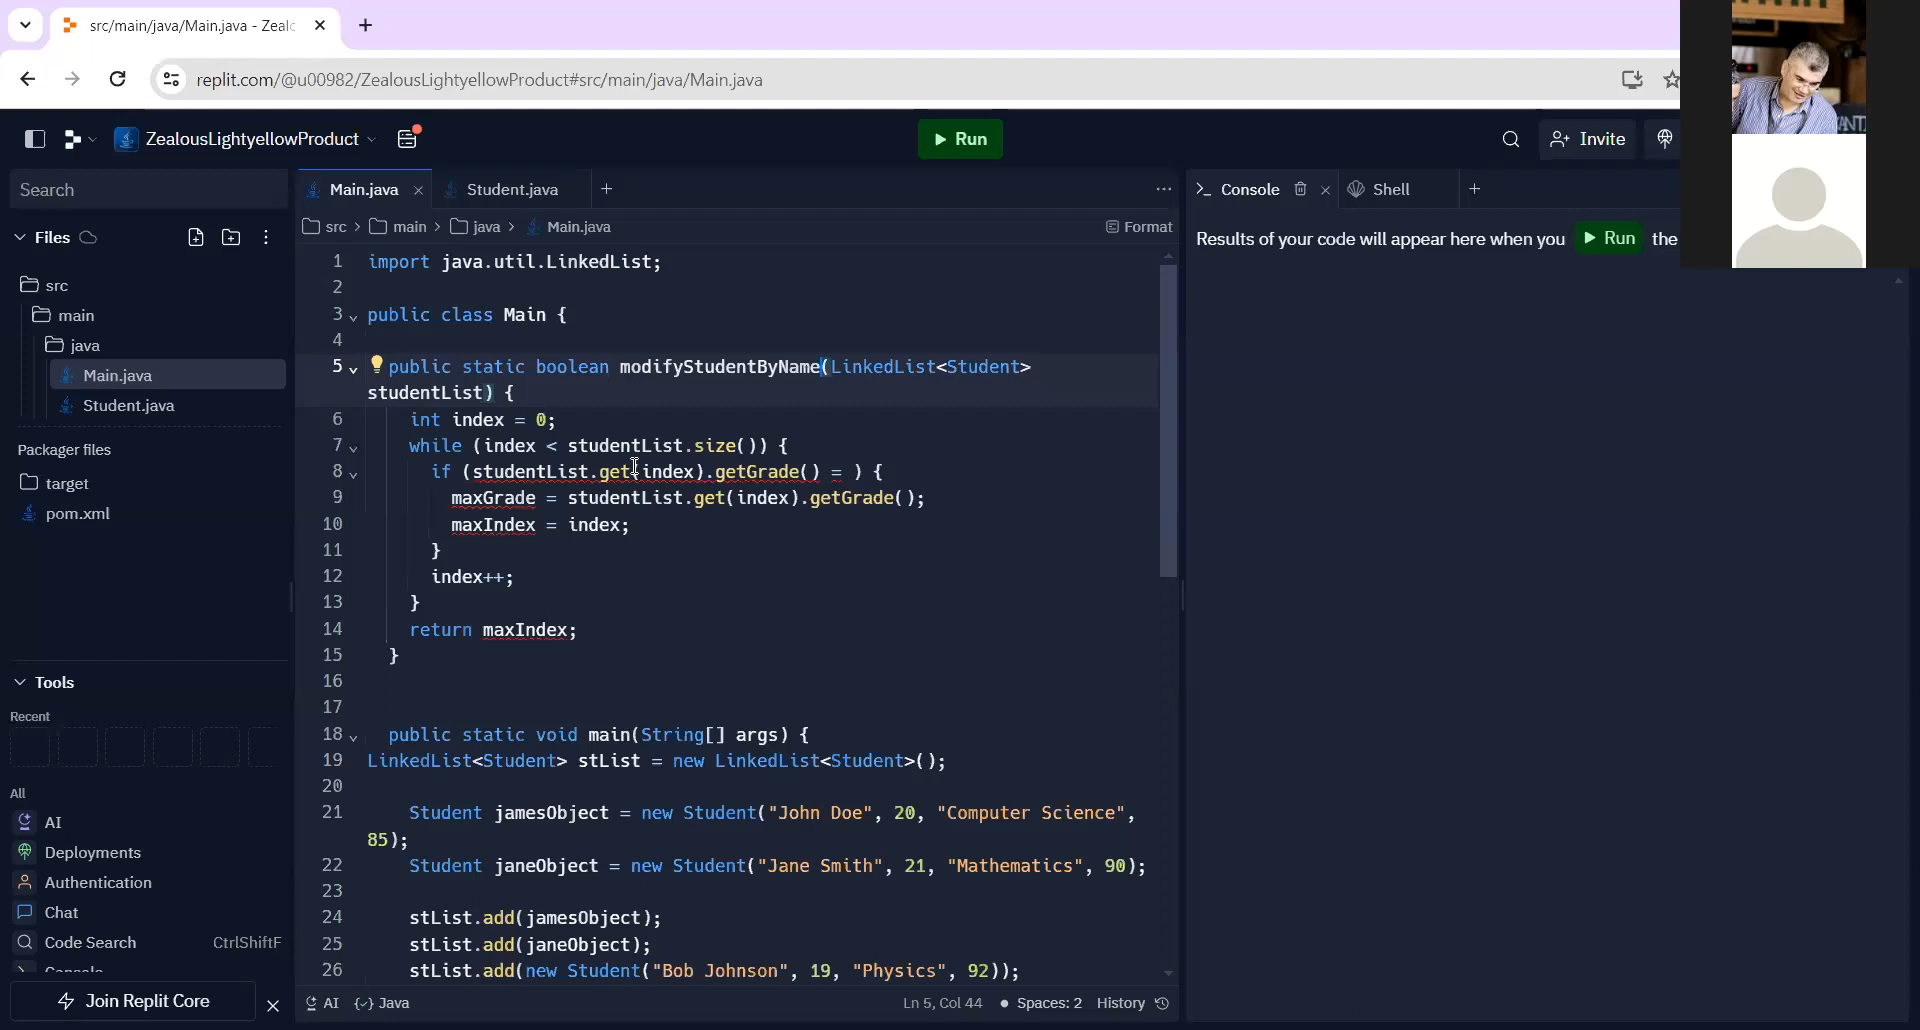 src/main/java/Main.java - Zealc
replit.com/@u00982/ZealousLightyellowProduct#src/main/java/Main.java
ZealousLightyellowProduct
Run
Invite
Search
Main.java
Student.java
Console
Shell
Files
src
main
java
Main.java
Format
Results of your code will appear here when you
Run
the
src
main
java
Main.java
Student.java
Packager files
target
pom.xml
Tools
Recent
All
AI
Deployments
Authentication
Chat
Code Search CtrlShiftF
Console
Join Replit Core
1 import java.util.LinkedList;
2
3 public class Main {
4
5 public static boolean modifyStudentByName(LinkedList<Student>
studentList) {
6 int index = 0;
7 while (index < studentList.size()) {
8 if (studentList.get(index).getGrade() = ) {
9 maxGrade = studentList.get(index).getGrade();
10 maxIndex = index;
11 }
12 index++;
13 }
14 return maxIndex;
15 }
16
17
18 public static void main(String[] args) {
19 LinkedList<Student> stList = new LinkedList<Student>();
20
21 Student jamesObject = new Student("John Doe", 20, "Computer Science",
85);
22 Student janeObject = new Student("Jane Smith", 21, "Mathematics", 90);
23
24 stList.add(jamesObject);
25 stList.add(janeObject);
26 stList.add(new Student("Bob Johnson", 19, "Physics", 92));
AI
Java
Ln 5, Col 44
Spaces: 2
History